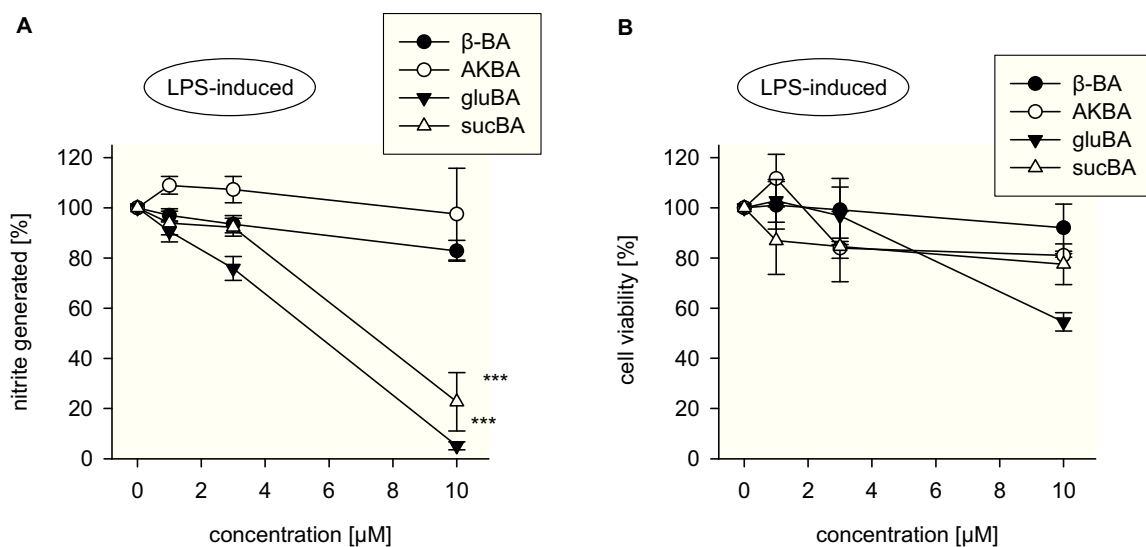 A
LPS-induced
β-BA
AKBA
gluBA
sucBA
nitrite generated [%]
120
100
80
60
40
20
0
***
***
0 2 4 6 8 10
concentration [µM]
B
LPS-induced
β-BA
AKBA
gluBA
sucBA
cell viability [%]
120
100
80
60
40
20
0
0 2 4 6 8 10
concentration [µM]